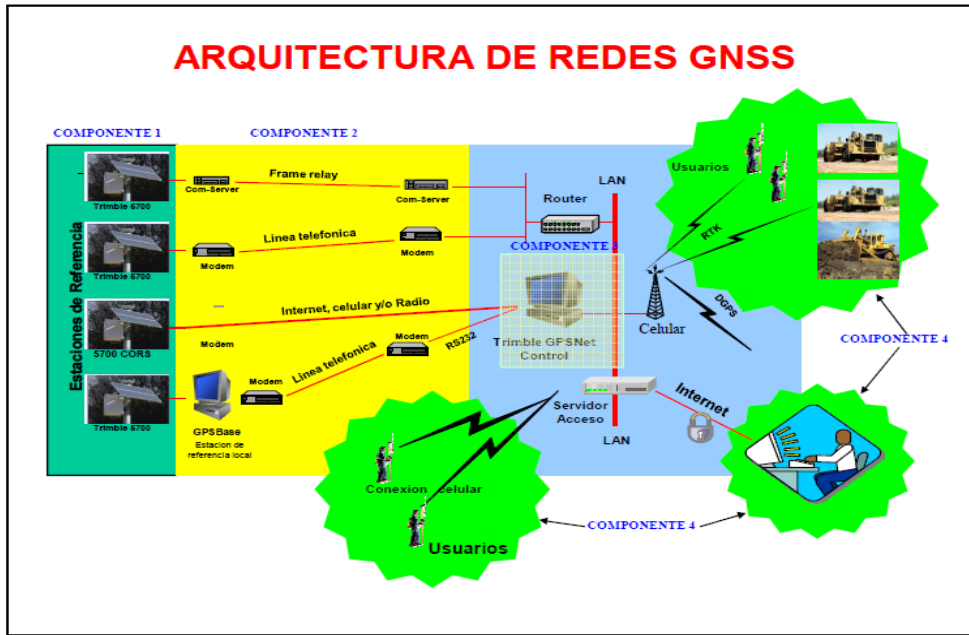 ARQUITECTURA DE REDES GNSS
COMPONENTE 1
COMPONENTE 2
Estaciones de Referencia
Trimble 5700
Com-Server
Frame relay
Com-Server
Trimble 5700
Modem
Linea telefonica
Modem
5700 CORS
Internet, celular y/o Radio
Modem
Trimble 5700
GPSBase
Estacion de
referencia local
Modem
Linea telefonica
Modem
RS232
LAN
Router
COMPONENTE 3
Trimble GPSNet
Control
Celular
RTK
DGPS
Usuarios
COMPONENTE 4
Servidor
Acceso
LAN
Internet
Conexion celular
Usuarios
COMPONENTE 4